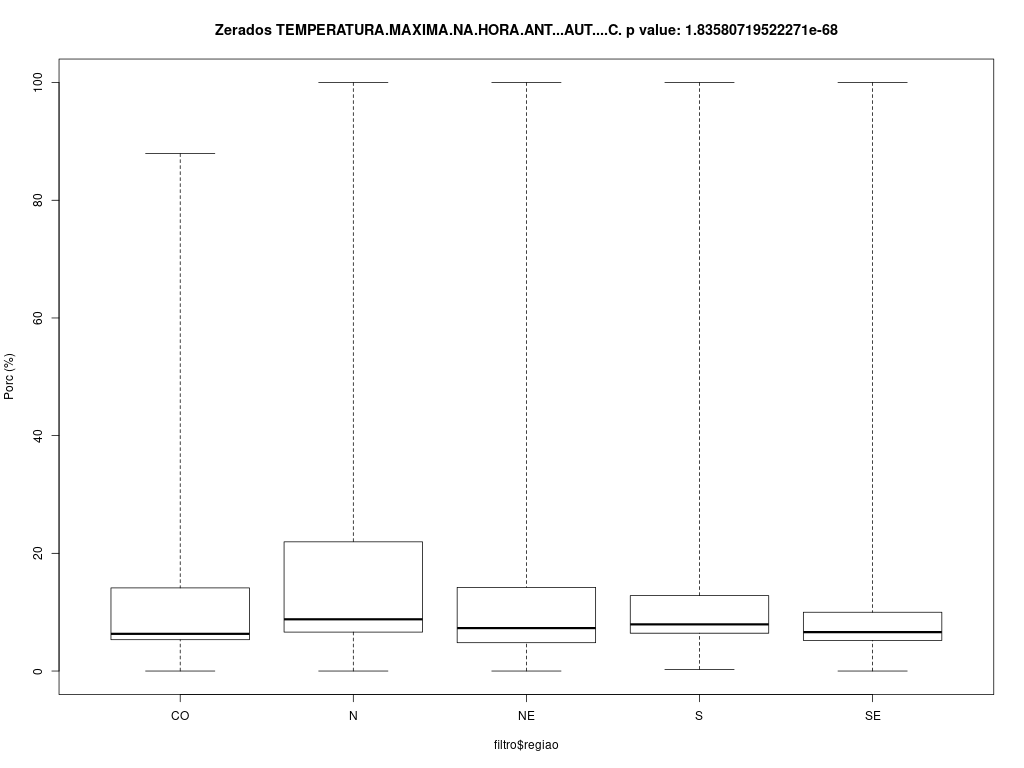 Zerados TEMPERATURA.MAXIMA.NA.HORA.ANT...AUT....C. p value: 1.83580719522271e-68
100
80
60
40
20
0
Porc (%)
CO N NE S SE
filtro$regiao